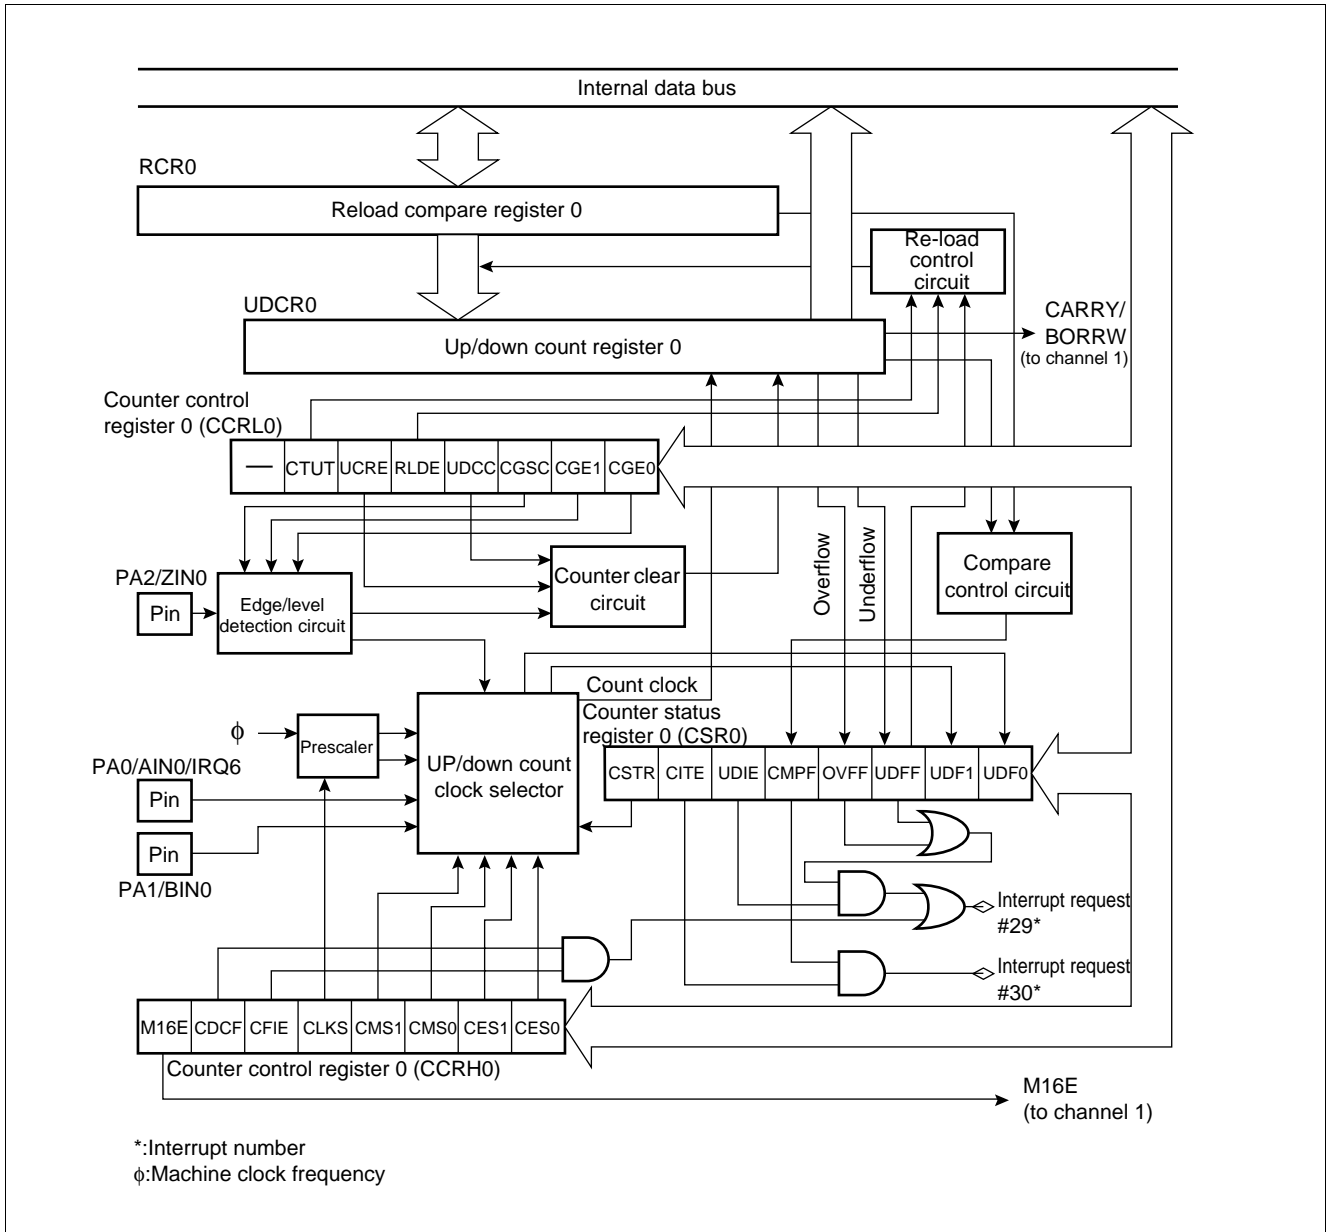 Internal data bus
RCR0
Reload compare register 0
Re-load
control
circuit
UDCR0
Up/down count register 0
CARRY/
BORRW
(to channel 1)
Counter control
register 0 (CCRL0)
— CTUT UCRE RLDE UDCC CGSC CGE1 CGE0
Overflow
Underflow
Compare
control circuit
Counter clear
circuit
PA2/ZIN0
Pin
Edge/level
detection circuit
Count clock
Counter status
register 0 (CSR0)
ϕ
Prescaler
UP/down count
clock selector
CSTR CITE UDIE CMPF OVFF UDFF UDF1 UDF0
PA0/AIN0/IRQ6
Pin
Pin
PA1/BIN0
Interrupt request
#29*
Interrupt request
#30*
M16E CDCF CFIE CLKS CMS1 CMS0 CES1 CES0
Counter control register 0 (CCRH0)
M16E
(to channel 1)
*:Interrupt number
ϕ:Machine clock frequency